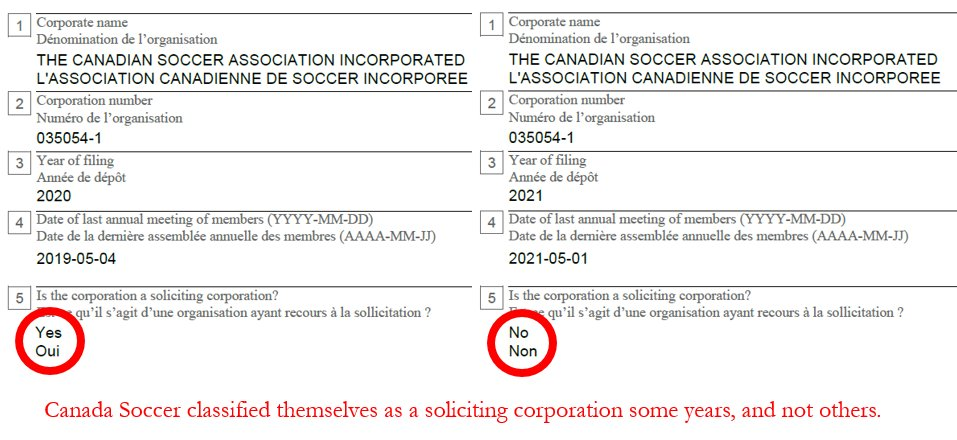 1
Corporate name
Dénomination de l'organisation
THE CANADIAN SOCCER ASSOCIATION INCORPORATED
L'ASSOCIATION CANADIENNE DE SOCCER INCORPOREE
2
Corporation number
Numéro de l'organisation
035054-1
3
Year of filing
Année de dépôt
2020
4
Date of last annual meeting of members (YYYY-MM-DD)
Date de la dernière assemblée annuelle des membres (AAAA-MM-JJ)
2019-05-04
5
Is the corporation a soliciting corporation?
qu'il s'agit d'une organisation ayant recours à la sollicitation ?
Yes
Oui
1
Corporate name
Dénomination de l'organisation
THE CANADIAN SOCCER ASSOCIATION INCORPORATED
L'ASSOCIATION CANADIENNE DE SOCCER INCORPOREE
2
Corporation number
Numéro de l'organisation
035054-1
3
Year of filing
Année de dépôt
2021
4
Date of last annual meeting of members (YYYY-MM-DD)
Date de la dernière assemblée annuelle des membres (AAAA-MM-JJ)
2021-05-01
5
Is the corporation a soliciting corporation?
qu'il s'agit d'une organisation ayant recours à la sollicitation ?
No
Non
Canada Soccer classified themselves as a soliciting corporation some years, and not others.